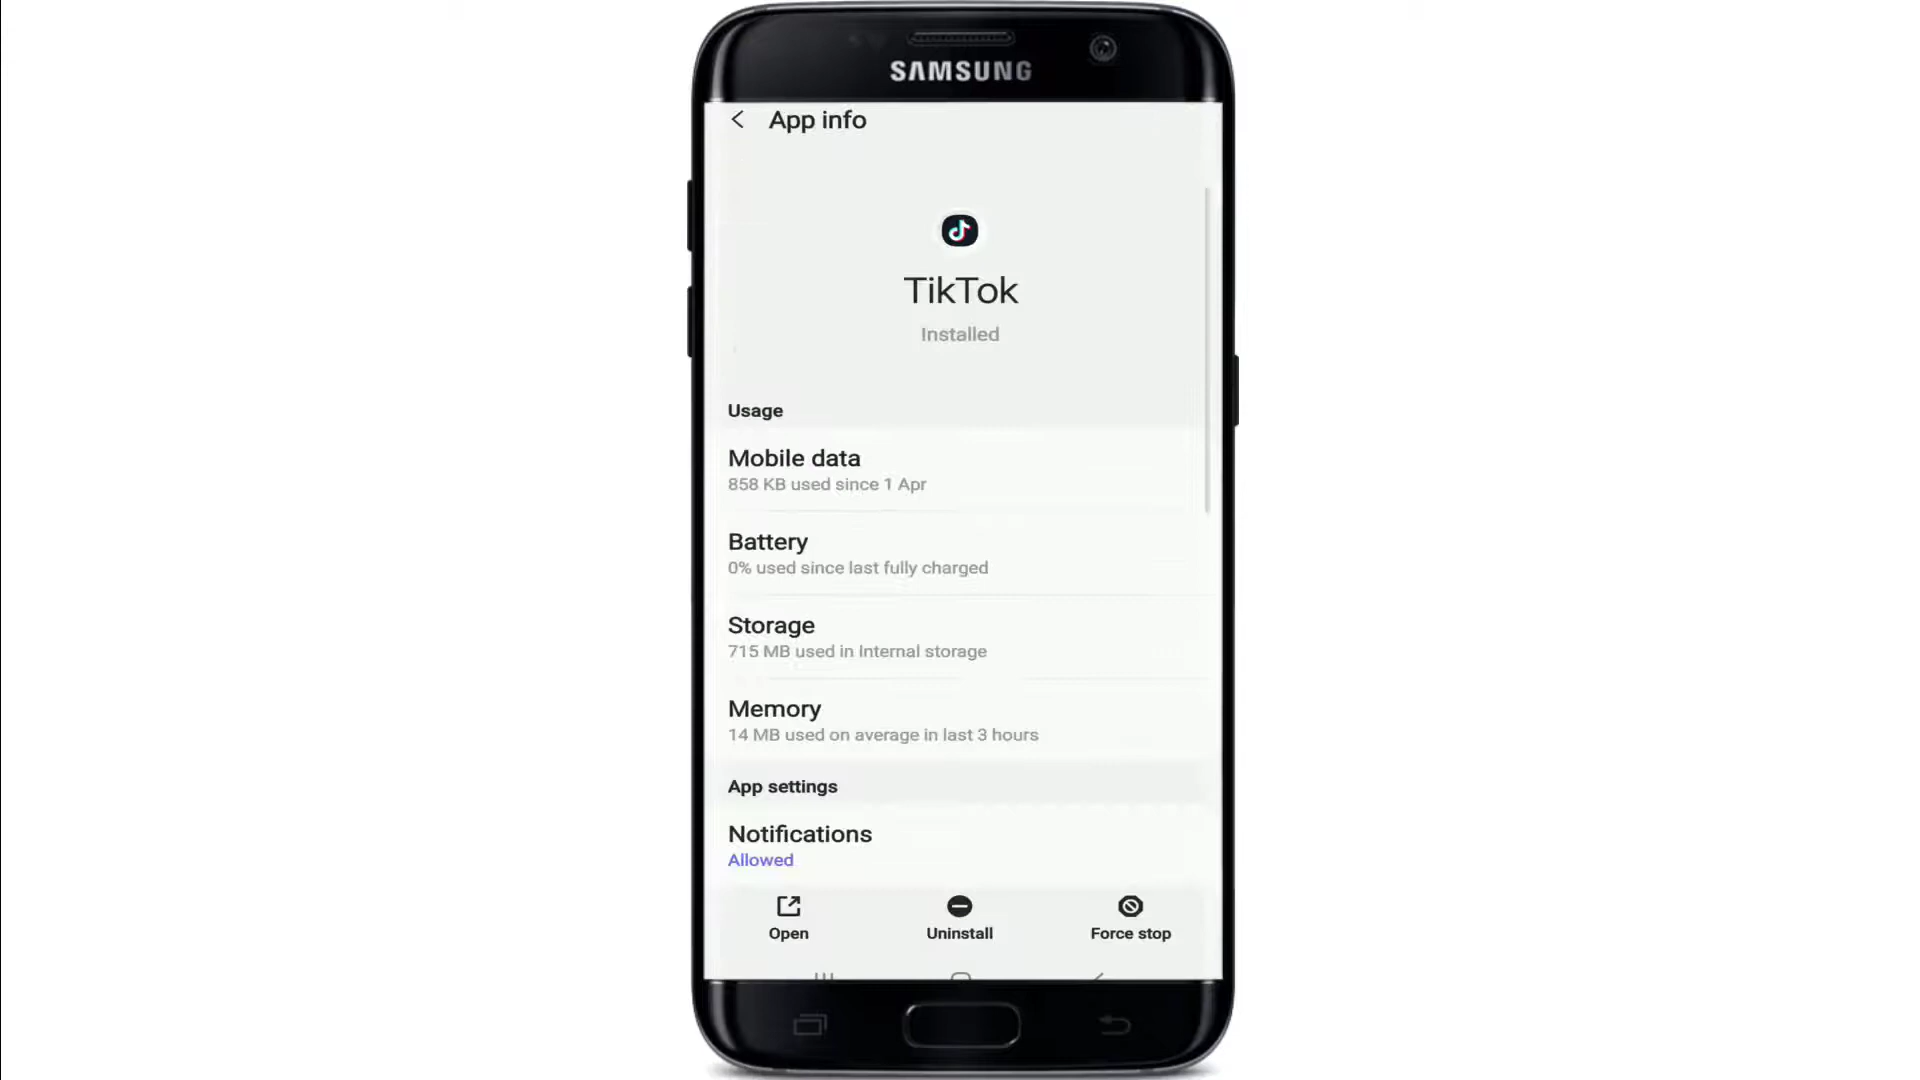 SAMSUNG
App info
TikTok
Installed
Usage
Mobile data
858 KB used since 1 Apr
Battery
0% used since last fully charged
Storage
715 MB used in Internal storage
Memory
14 MB used on average in last 3 hours
App settings
Notifications
Allowed
Open
Uninstall
Force stop